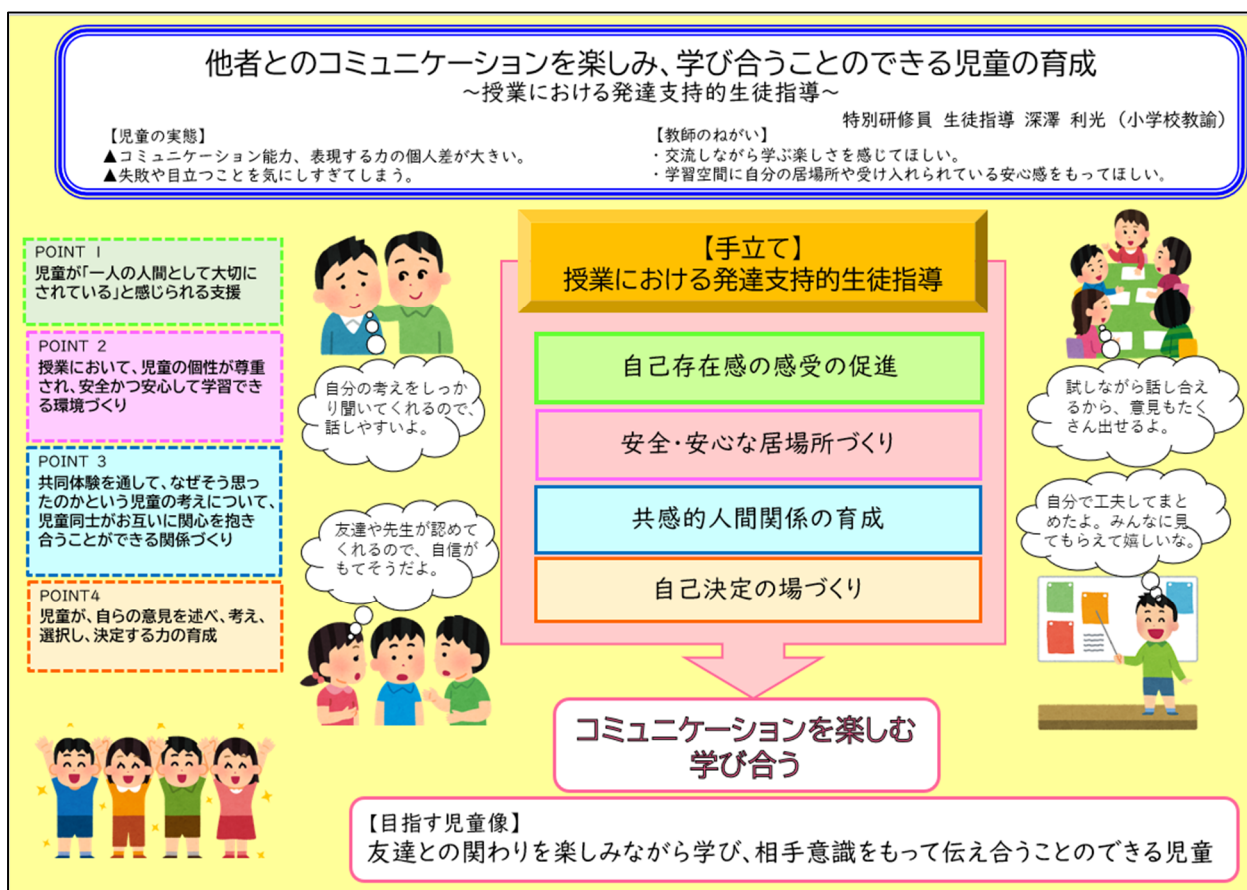 他者とのコミュニケーションを楽しみ、学び合うことのできる児童の育成
～授業における発達支持的生徒指導～
特別研修員 生徒指導 深澤 利光 (小学校教諭)
【児童の実態】
▲コミュニケーション能力、表現する力の個人差が大きい。
▲失敗や目立つことを気にしすぎてしまう。
【教師のねがい】
・交流しながら学ぶ楽しさを感じてほしい。
・学習空間に自分の居場所や受け入れられている安心感をもってほしい。
POINT 1
児童が「一人の人間として大切に
されている」と感じられる支援
POINT 2
授業において、児童の個性が尊重
され、安全かつ安心して学習でき
る環境づくり
POINT 3
共同体験を通して、なぜそう思っ
たのかという児童の考えについて、
児童同士がお互いに関心を抱き
合うことができる関係づくり
POINT4
児童が、自らの意見を述べ、考え、
選択し、決定する力の育成
自分の考えをしっか
り聞いてくれるので、
話しやすいよ。
友達や先生が認めて
くれるので、自信が
もてそうだよ。
【手立て】
授業における発達支持的生徒指導
自己存在感の感受の促進
安全・安心な居場所づくり
共感的人間関係の育成
自己決定の場づくり
試しながら話し合え
るから、意見もたく
さん出せるよ。
自分で工夫してまと
めたよ。みんなに見
てもらえて嬉しいな。
コミュニケーションを楽しむ
学び合う
【目指す児童像】
友達との関わりを楽しみながら学び、相手意識をもって伝え合うことのできる児童